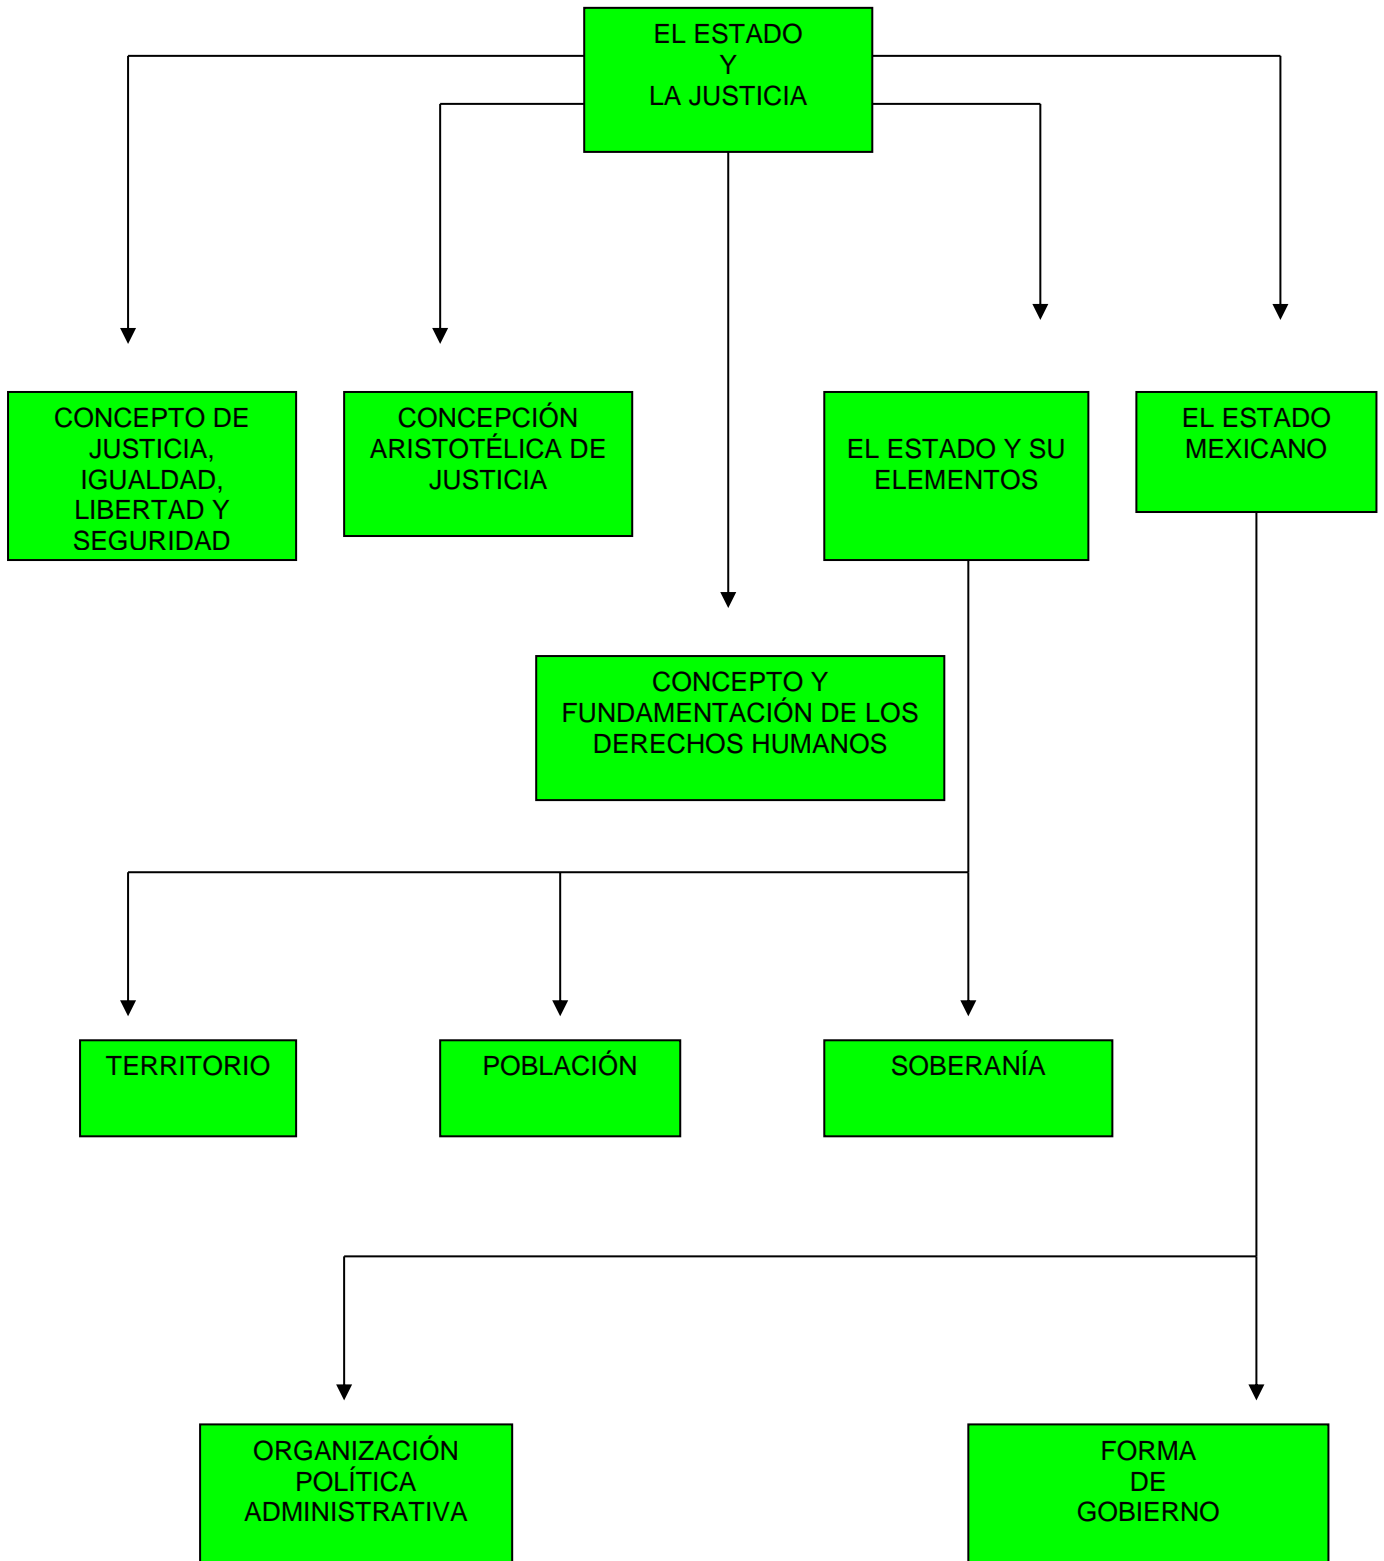 EL ESTADO
Y
LA JUSTICIA
CONCEPTO DE
JUSTICIA,
IGUALDAD,
LIBERTAD Y
SEGURIDAD
CONCEPCIÓN
ARISTOTÉLICA DE
JUSTICIA
EL ESTADO Y SU
ELEMENTOS
EL ESTADO
MEXICANO
CONCEPTO Y
FUNDAMENTACIÓN DE LOS
DERECHOS HUMANOS
TERRITORIO
POBLACIÓN
SOBERANÍA
ORGANIZACIÓN
POLÍTICA
ADMINISTRATIVA
FORMA
DE
GOBIERNO